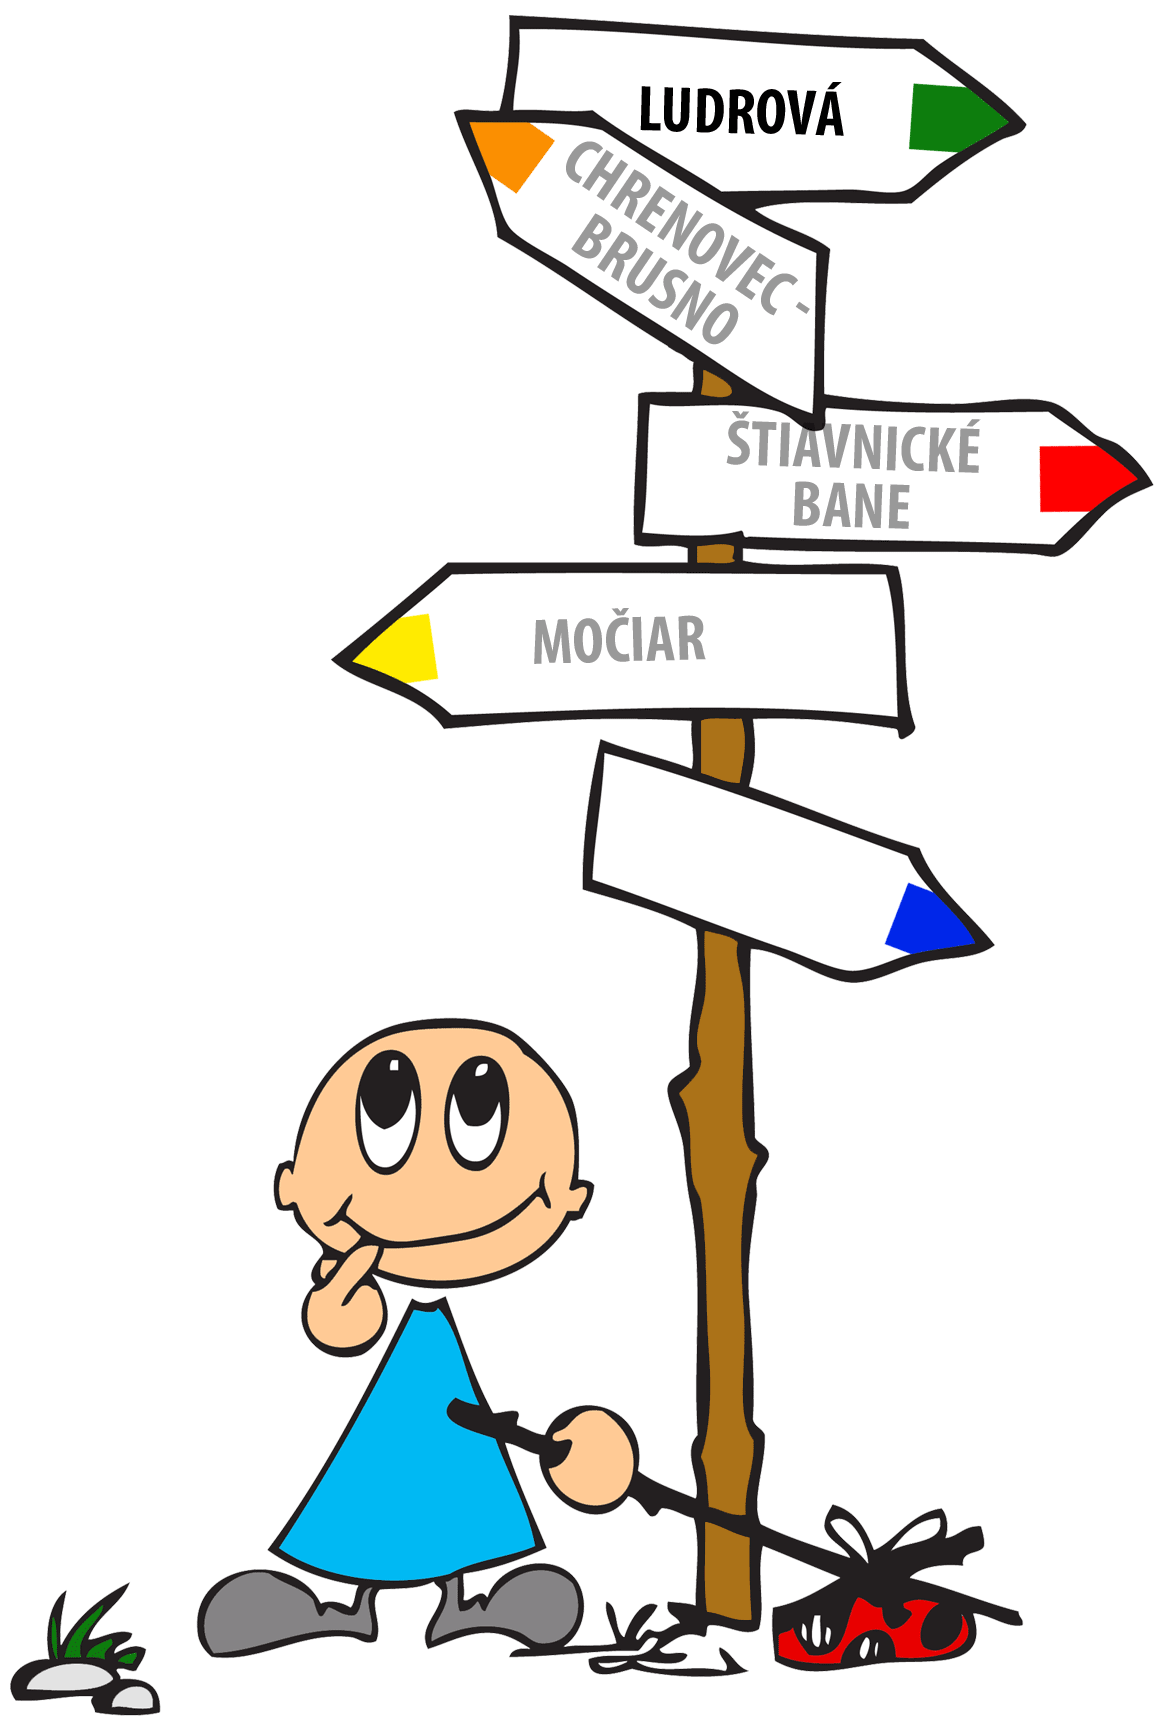 LUDROVÁ
CHRENOVEC -
BRUSNO
ŠTIAVNICKÉ
BANE
MOČIAR